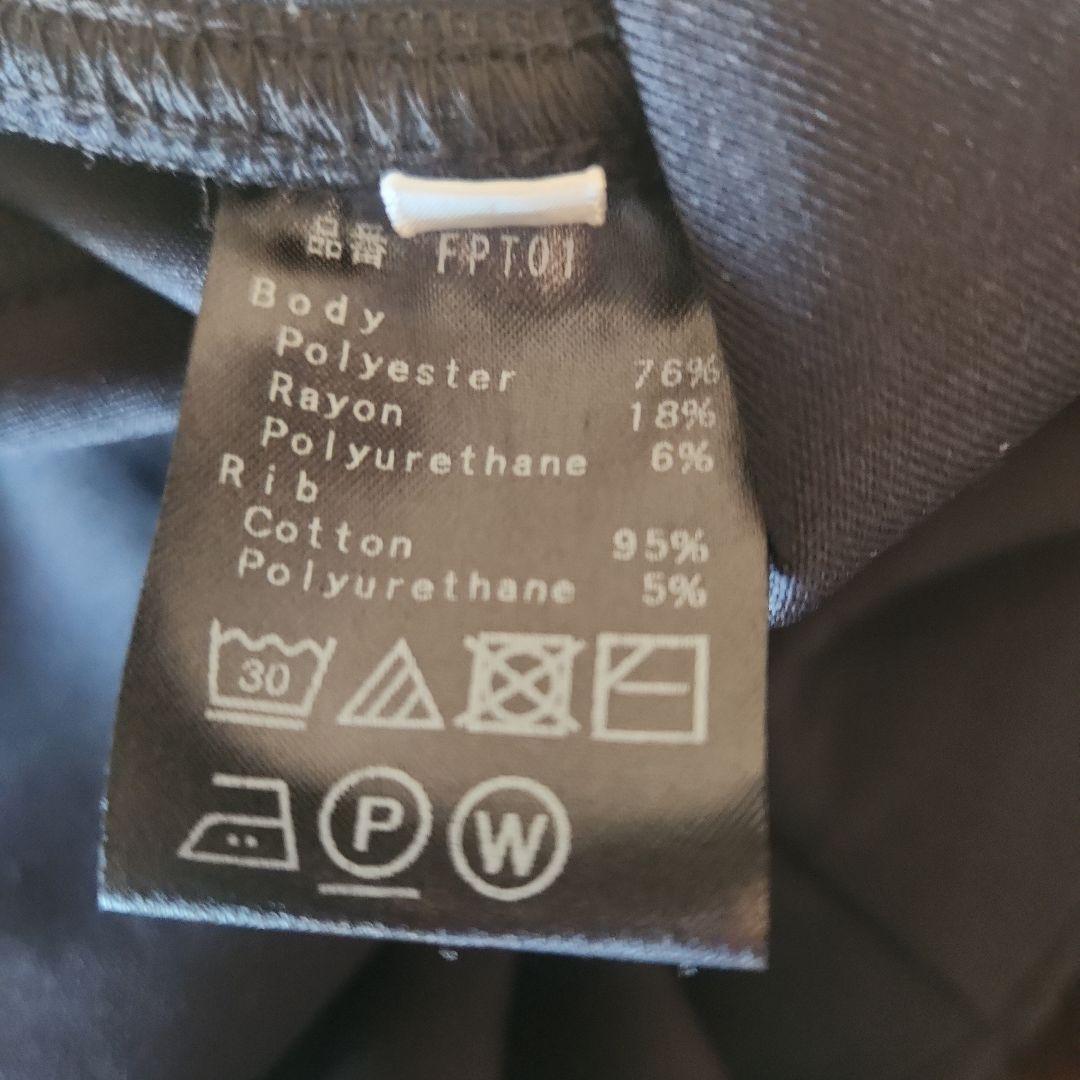 品番 FPT01
Body
Polyester 76%
Rayon 18%
Polyurethane 6%
Rib
Cotton 95%
Polyurethane 5%
30
P W